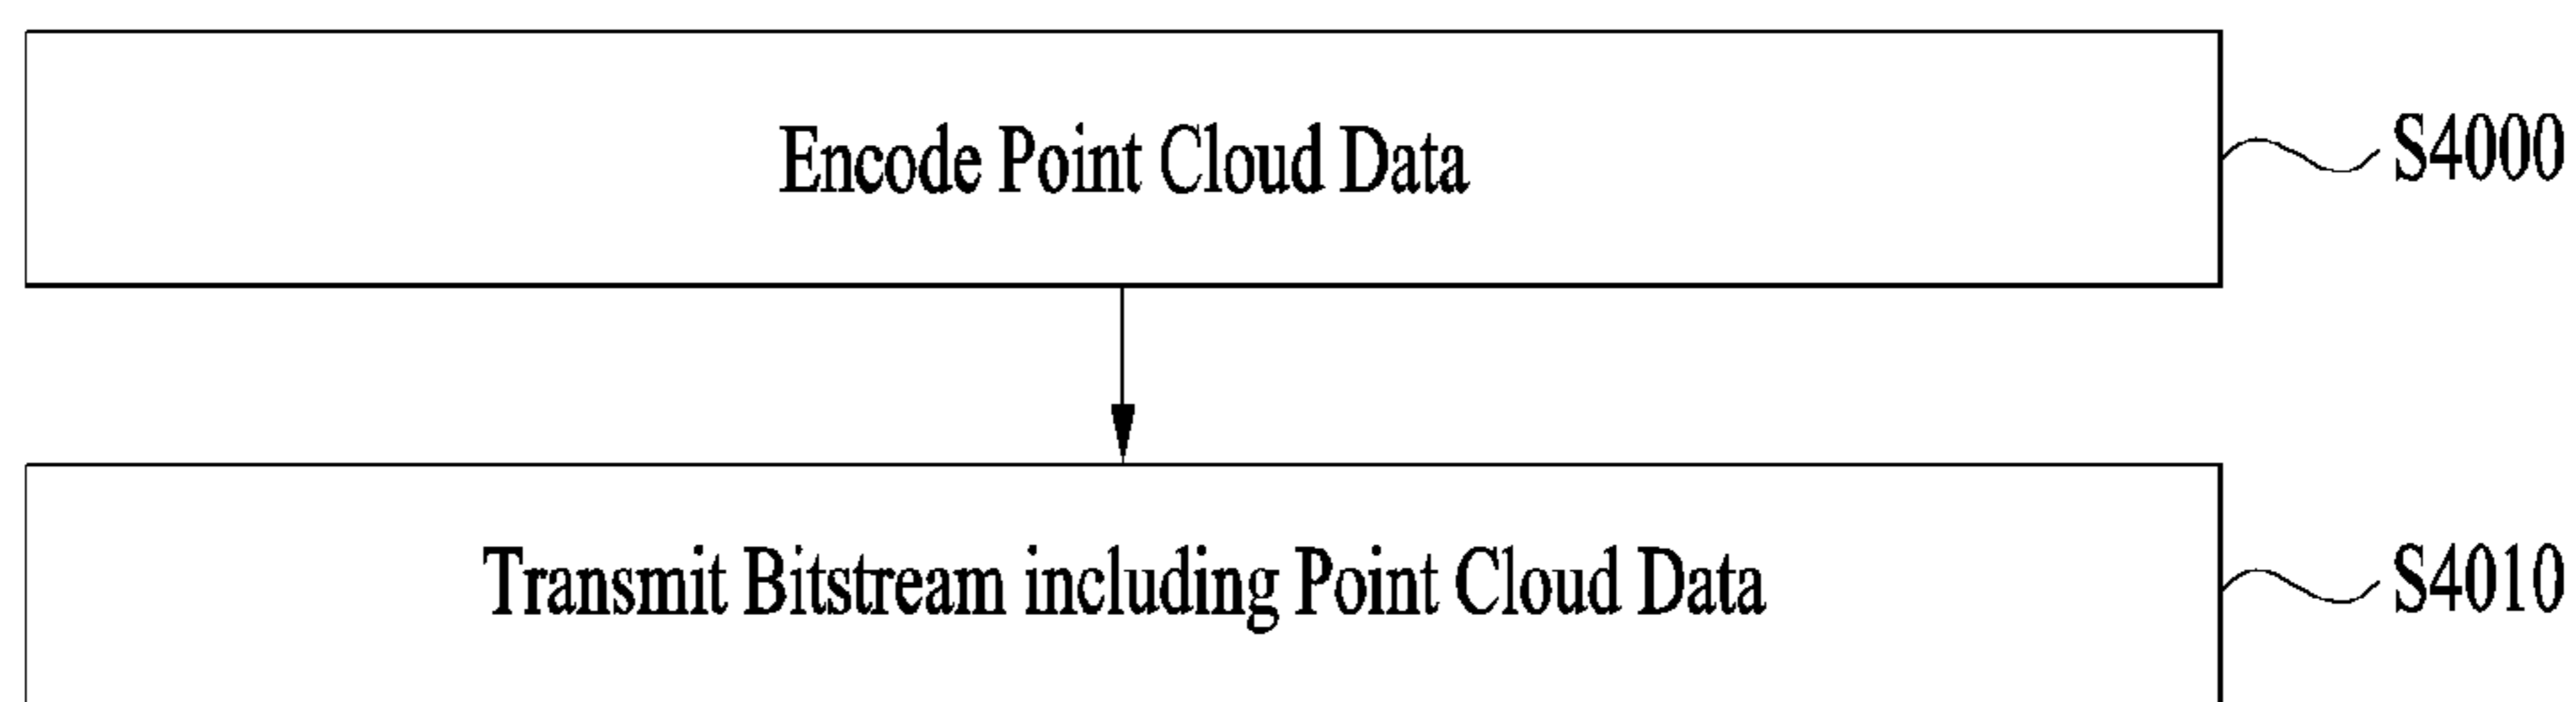 Encode Point Cloud Data
S4000
Transmit Bitstream including Point Cloud Data
S4010